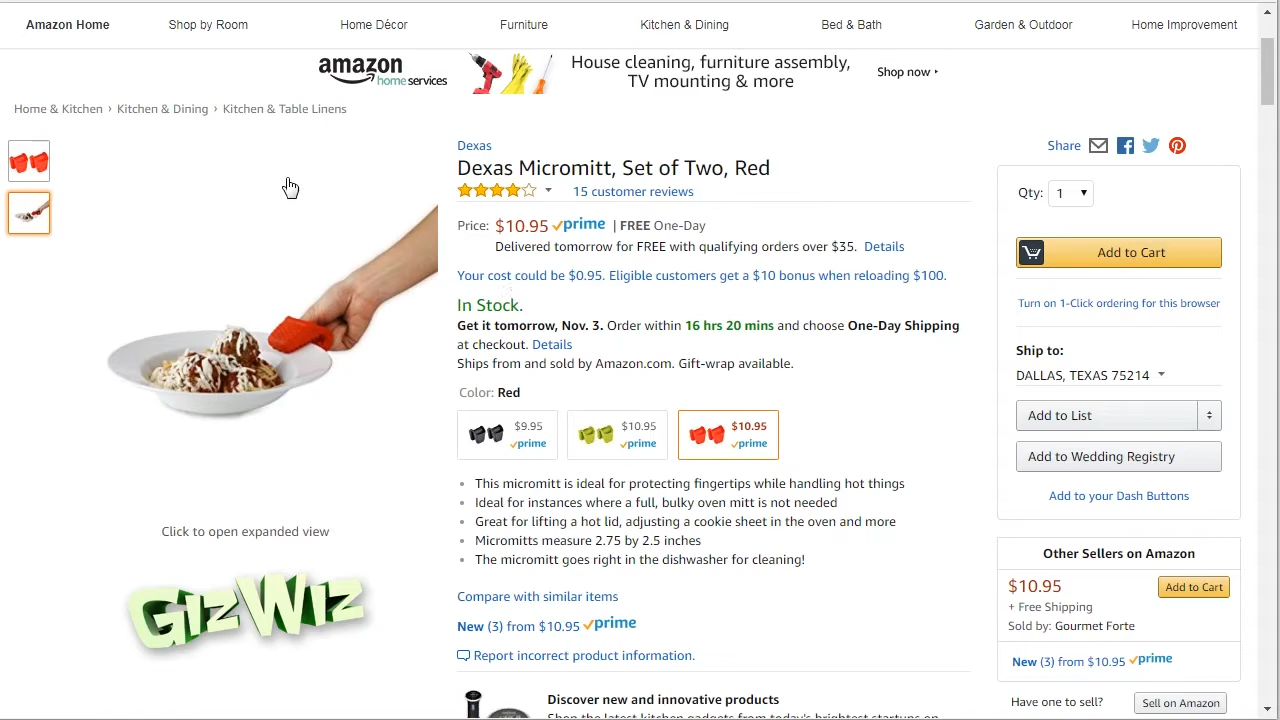 Amazon Home Shop by Room Home Décor Furniture Kitchen & Dining Bed & Bath Garden & Outdoor Home Improvement
amazon
home services
House cleaning, furniture assembly,
TV mounting & more
Shop now
Home & Kitchen › Kitchen & Dining › Kitchen & Table Linens
Dexas
Dexas Micromitt, Set of Two, Red
15 customer reviews
Price: $10.95 prime | FREE One-Day
Delivered tomorrow for FREE with qualifying orders over $35. Details
Your cost could be $0.95. Eligible customers get a $10 bonus when reloading $100.
In Stock.
Get it tomorrow, Nov. 3. Order within 16 hrs 20 mins and choose One-Day Shipping
at checkout. Details
Ships from and sold by Amazon.com. Gift-wrap available.
Color: Red
$9.95 prime
$10.95 prime
$10.95 prime
• This micromitt is ideal for protecting fingertips while handling hot things
• Ideal for instances where a full, bulky oven mitt is not needed
• Great for lifting a hot lid, adjusting a cookie sheet in the oven and more
• Micromitts measure 2.75 by 2.5 inches
• The micromitt goes right in the dishwasher for cleaning!
Compare with similar items
New (3) from $10.95 prime
Report incorrect product information.
Discover new and innovative products
Click to open expanded view
GIZWIZ
Share
Qty: 1
Add to Cart
Turn on 1-Click ordering for this browser
Ship to:
DALLAS, TEXAS 75214
Add to List
Add to Wedding Registry
Add to your Dash Buttons
Other Sellers on Amazon
$10.95 Add to Cart
+ Free Shipping
Sold by: Gourmet Forte
New (3) from $10.95 prime
Have one to sell? Sell on Amazon